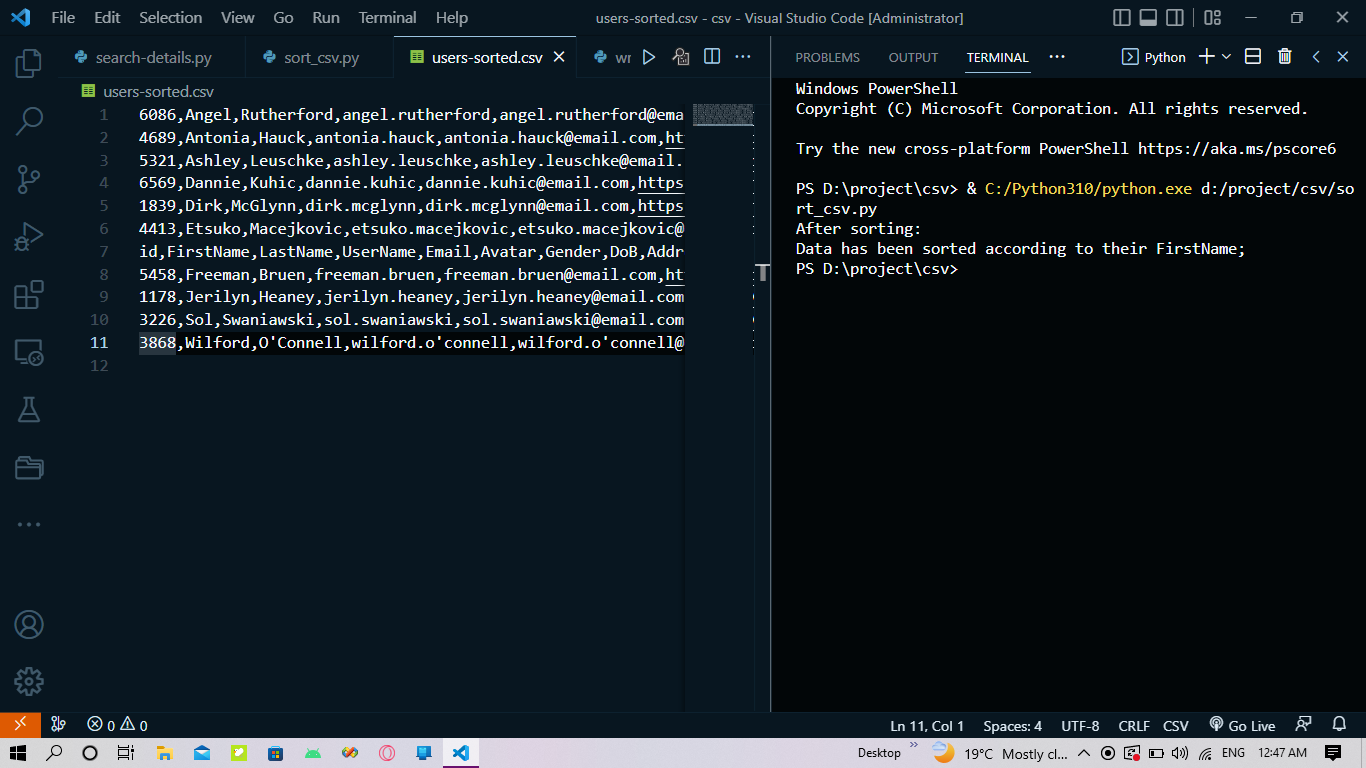 File Edit Selection View Go Run Terminal Help users-sorted.csv - csv - Visual Studio Code [Administrator]
search-details.py sort_csv.py users-sorted.csv wr
users-sorted.csv
1 6086,Angel,Rutherford,angel.rutherford,angel.rutherford@ema
2 4689,Antonia,Hauck,antonia.hauck,antonia.hauck@email.com,ht
3 5321,Ashley,Leuschke,ashley.leuschke,ashley.leuschke@email.
4 6569,Dannie,Kuhic,dannie.kuhic,dannie.kuhic@email.com,https
5 1839,Dirk,McGlynn,dirk.mcglynn,dirk.mcglynn@email.com,https
6 4413,Etsuko,Macejkovic,etsuko.macejkovic,etsuko.macejkovic@
7 id,FirstName,LastName,UserName,Email,Avatar,Gender,DoB,Addr
8 5458,Freeman,Bruen,freeman.bruen,freeman.bruen@email.com,ht
9 1178,Jerilyn,Heaney,jerilyn.heaney,jerilyn.heaney@email.com
10 3226,Sol,Swaniawski,sol.swaniawski,sol.swaniawski@email.com
11 3868,Wilford,O'Connell,wilford.o'connell,wilford.o'connell@
12
PROBLEMS OUTPUT TERMINAL Python
Windows PowerShell
Copyright (C) Microsoft Corporation. All rights reserved.
Try the new cross-platform PowerShell https://aka.ms/pscore6
PS D:\project\csv> & C:/Python310/python.exe d:/project/csv/so
rt_csv.py
After sorting:
Data has been sorted according to their FirstName;
PS D:\project\csv>
0 0 Ln 11, Col 1 Spaces: 4 UTF-8 CRLF CSV Go Live
Desktop 19°C Mostly cl... ENG 12:47 AM